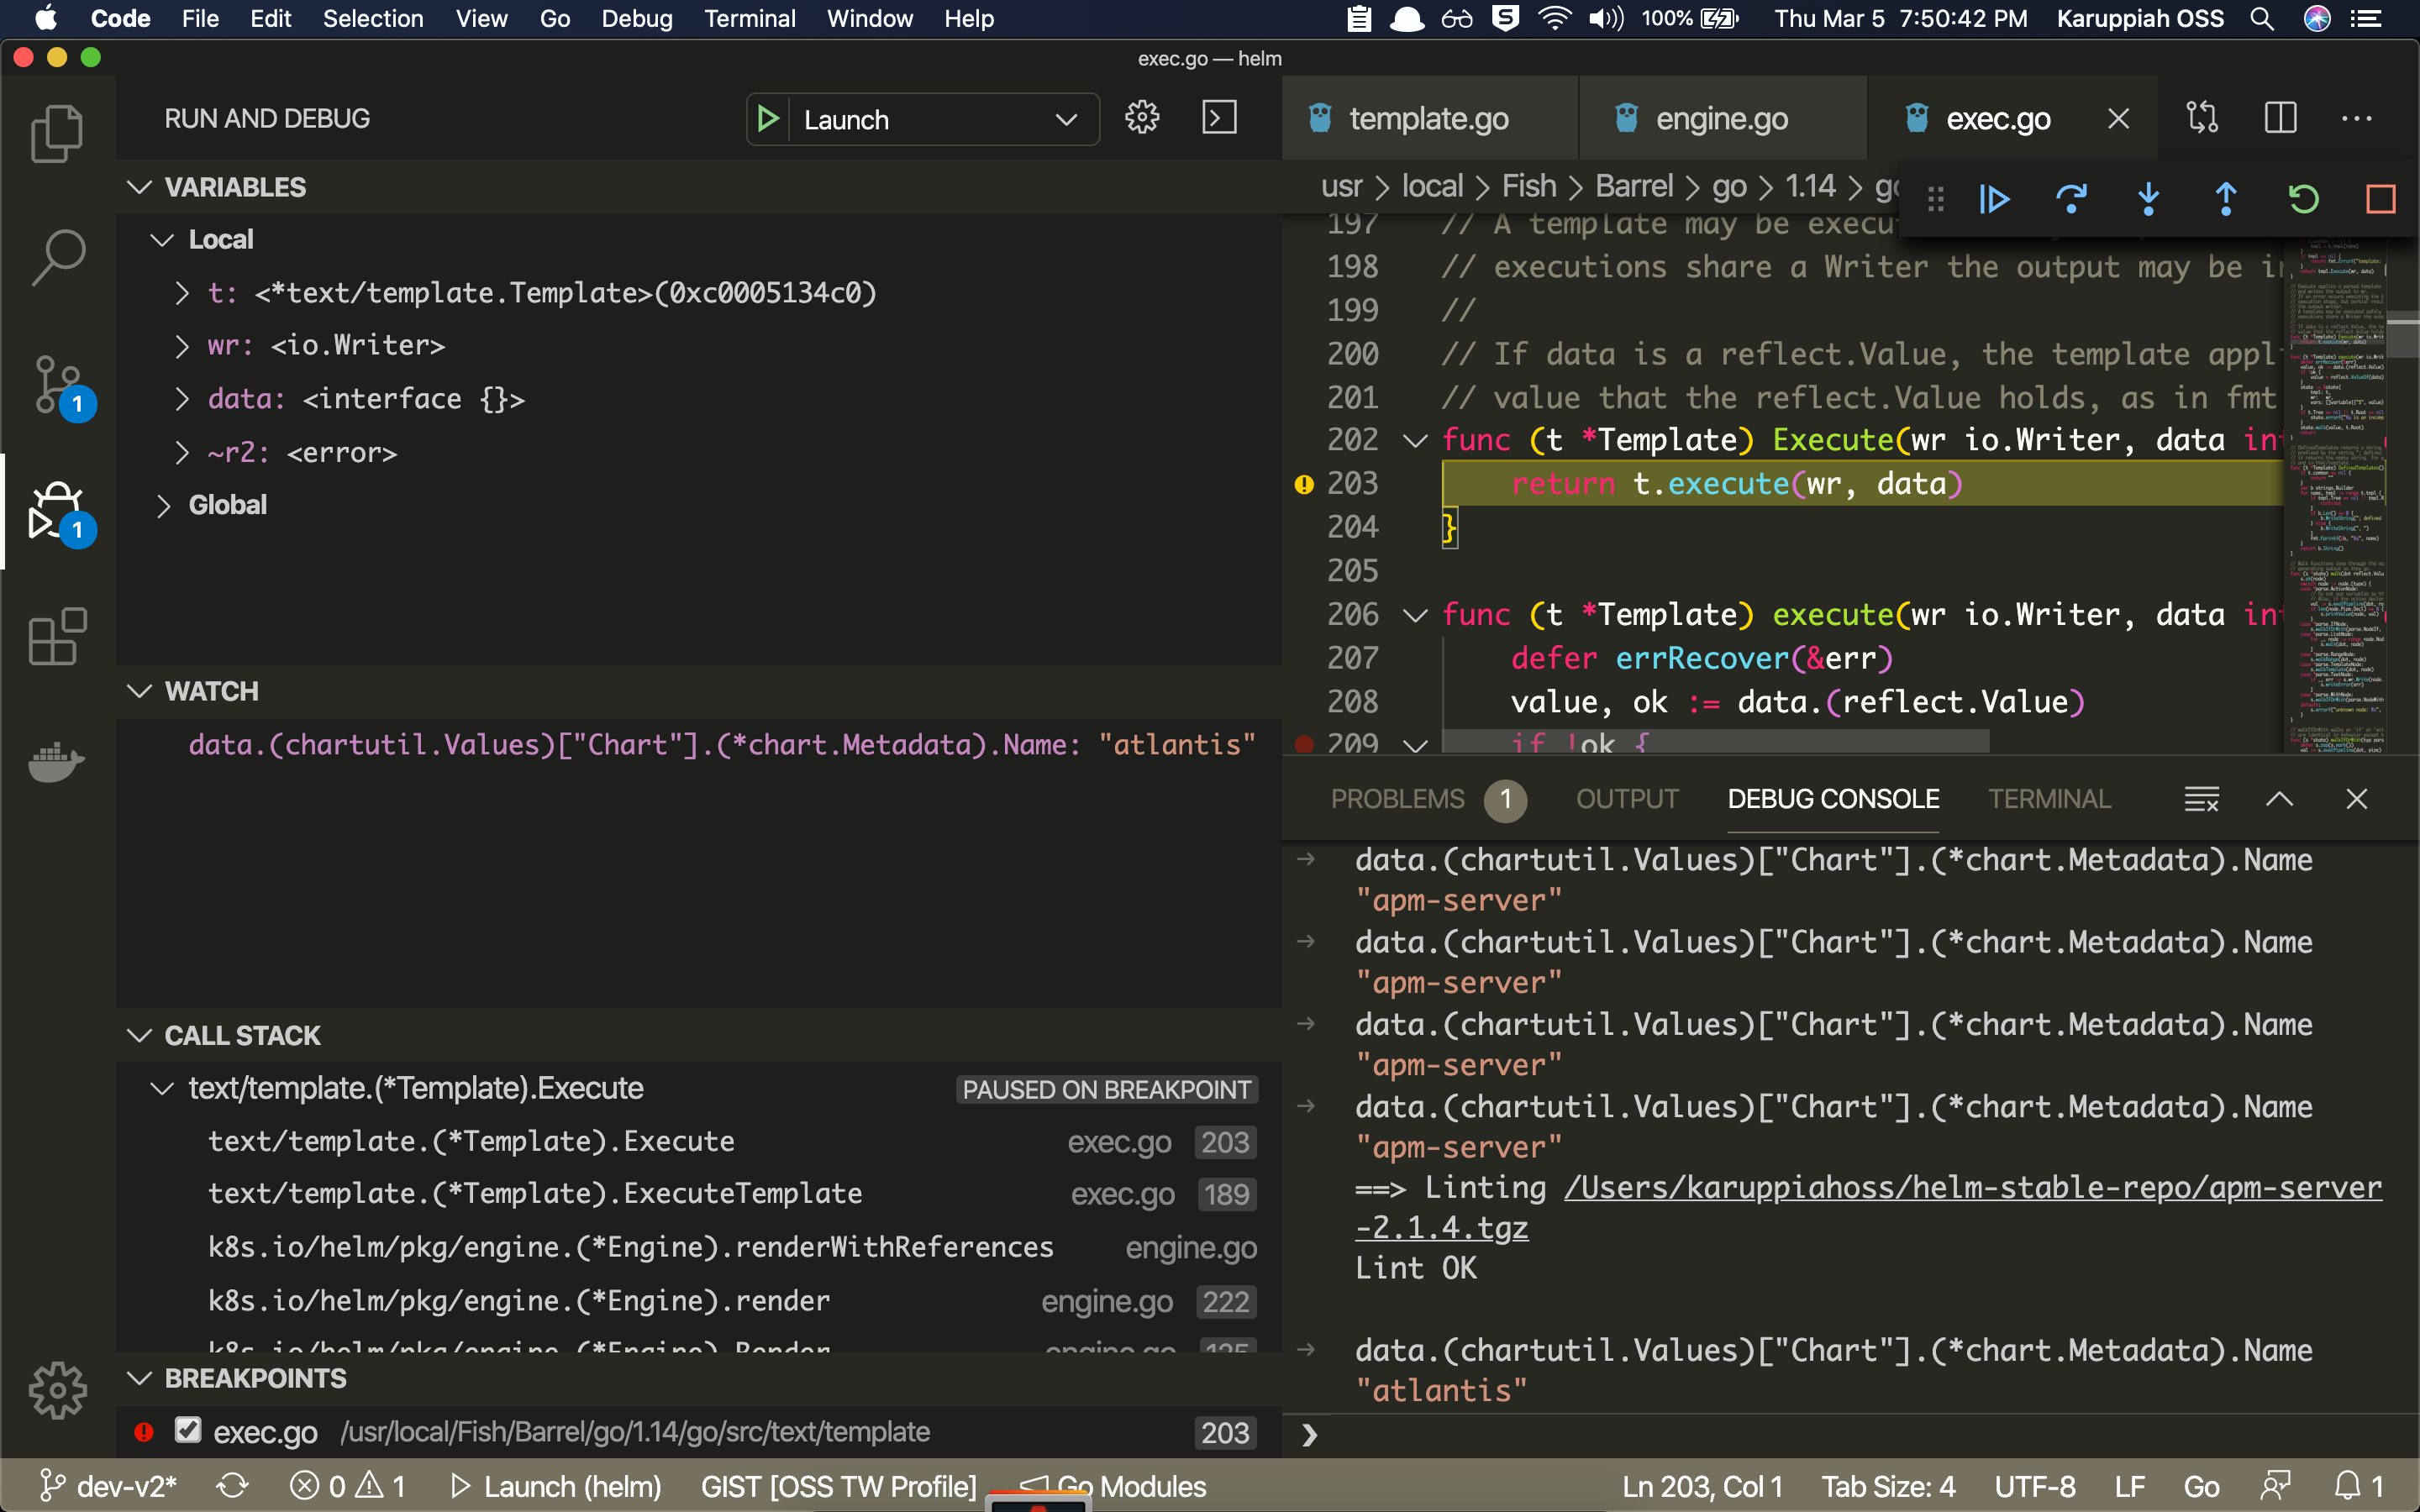 Code File Edit Selection View Go Debug Terminal Window Help 100% Thu Mar 5 7:50:42 PM Karuppiah OSS
exec.go — helm
RUN AND DEBUG
Launch
template.go engine.go exec.go
VARIABLES
usr > local > Fish > Barrel > go > 1.14 > go
Local
t: <*text/template.Template>(0xc0005134c0)
wr: <io.Writer>
data: <interface {}>
~r2: <error>
Global
197 // A template may be execu
198 // executions share a Writer the output may be i
199 //
200 // If data is a reflect.Value, the template appl
201 // value that the reflect.Value holds, as in fmt
202 func (t *Template) Execute(wr io.Writer, data in
203 return t.execute(wr, data)
204 }
205
206 func (t *Template) execute(wr io.Writer, data in
207 defer errRecover(&err)
208 value, ok := data.(reflect.Value)
209 if !ok {
WATCH
data.(chartutil.Values)["Chart"].(*chart.Metadata).Name: "atlantis"
CALL STACK
text/template.(*Template).Execute PAUSED ON BREAKPOINT
text/template.(*Template).Execute exec.go 203
text/template.(*Template).ExecuteTemplate exec.go 189
k8s.io/helm/pkg/engine.(*Engine).renderWithReferences engine.go
k8s.io/helm/pkg/engine.(*Engine).render engine.go 222
k8s.io/helm/pkg/engine.(*Engine).Render engine.go 125
BREAKPOINTS
exec.go /usr/local/Fish/Barrel/go/1.14/go/src/text/template 203
PROBLEMS 1 OUTPUT DEBUG CONSOLE TERMINAL
data.(chartutil.Values)["Chart"].(*chart.Metadata).Name
"apm-server"
data.(chartutil.Values)["Chart"].(*chart.Metadata).Name
"apm-server"
data.(chartutil.Values)["Chart"].(*chart.Metadata).Name
"apm-server"
data.(chartutil.Values)["Chart"].(*chart.Metadata).Name
"apm-server"
==> Linting /Users/karuppiahoss/helm-stable-repo/apm-server
-2.1.4.tgz
Lint OK
data.(chartutil.Values)["Chart"].(*chart.Metadata).Name
"atlantis"
dev-v2* 0 1 Launch (helm) GIST [OSS TW Profile] Go Modules Ln 203, Col 1 Tab Size: 4 UTF-8 LF Go 1